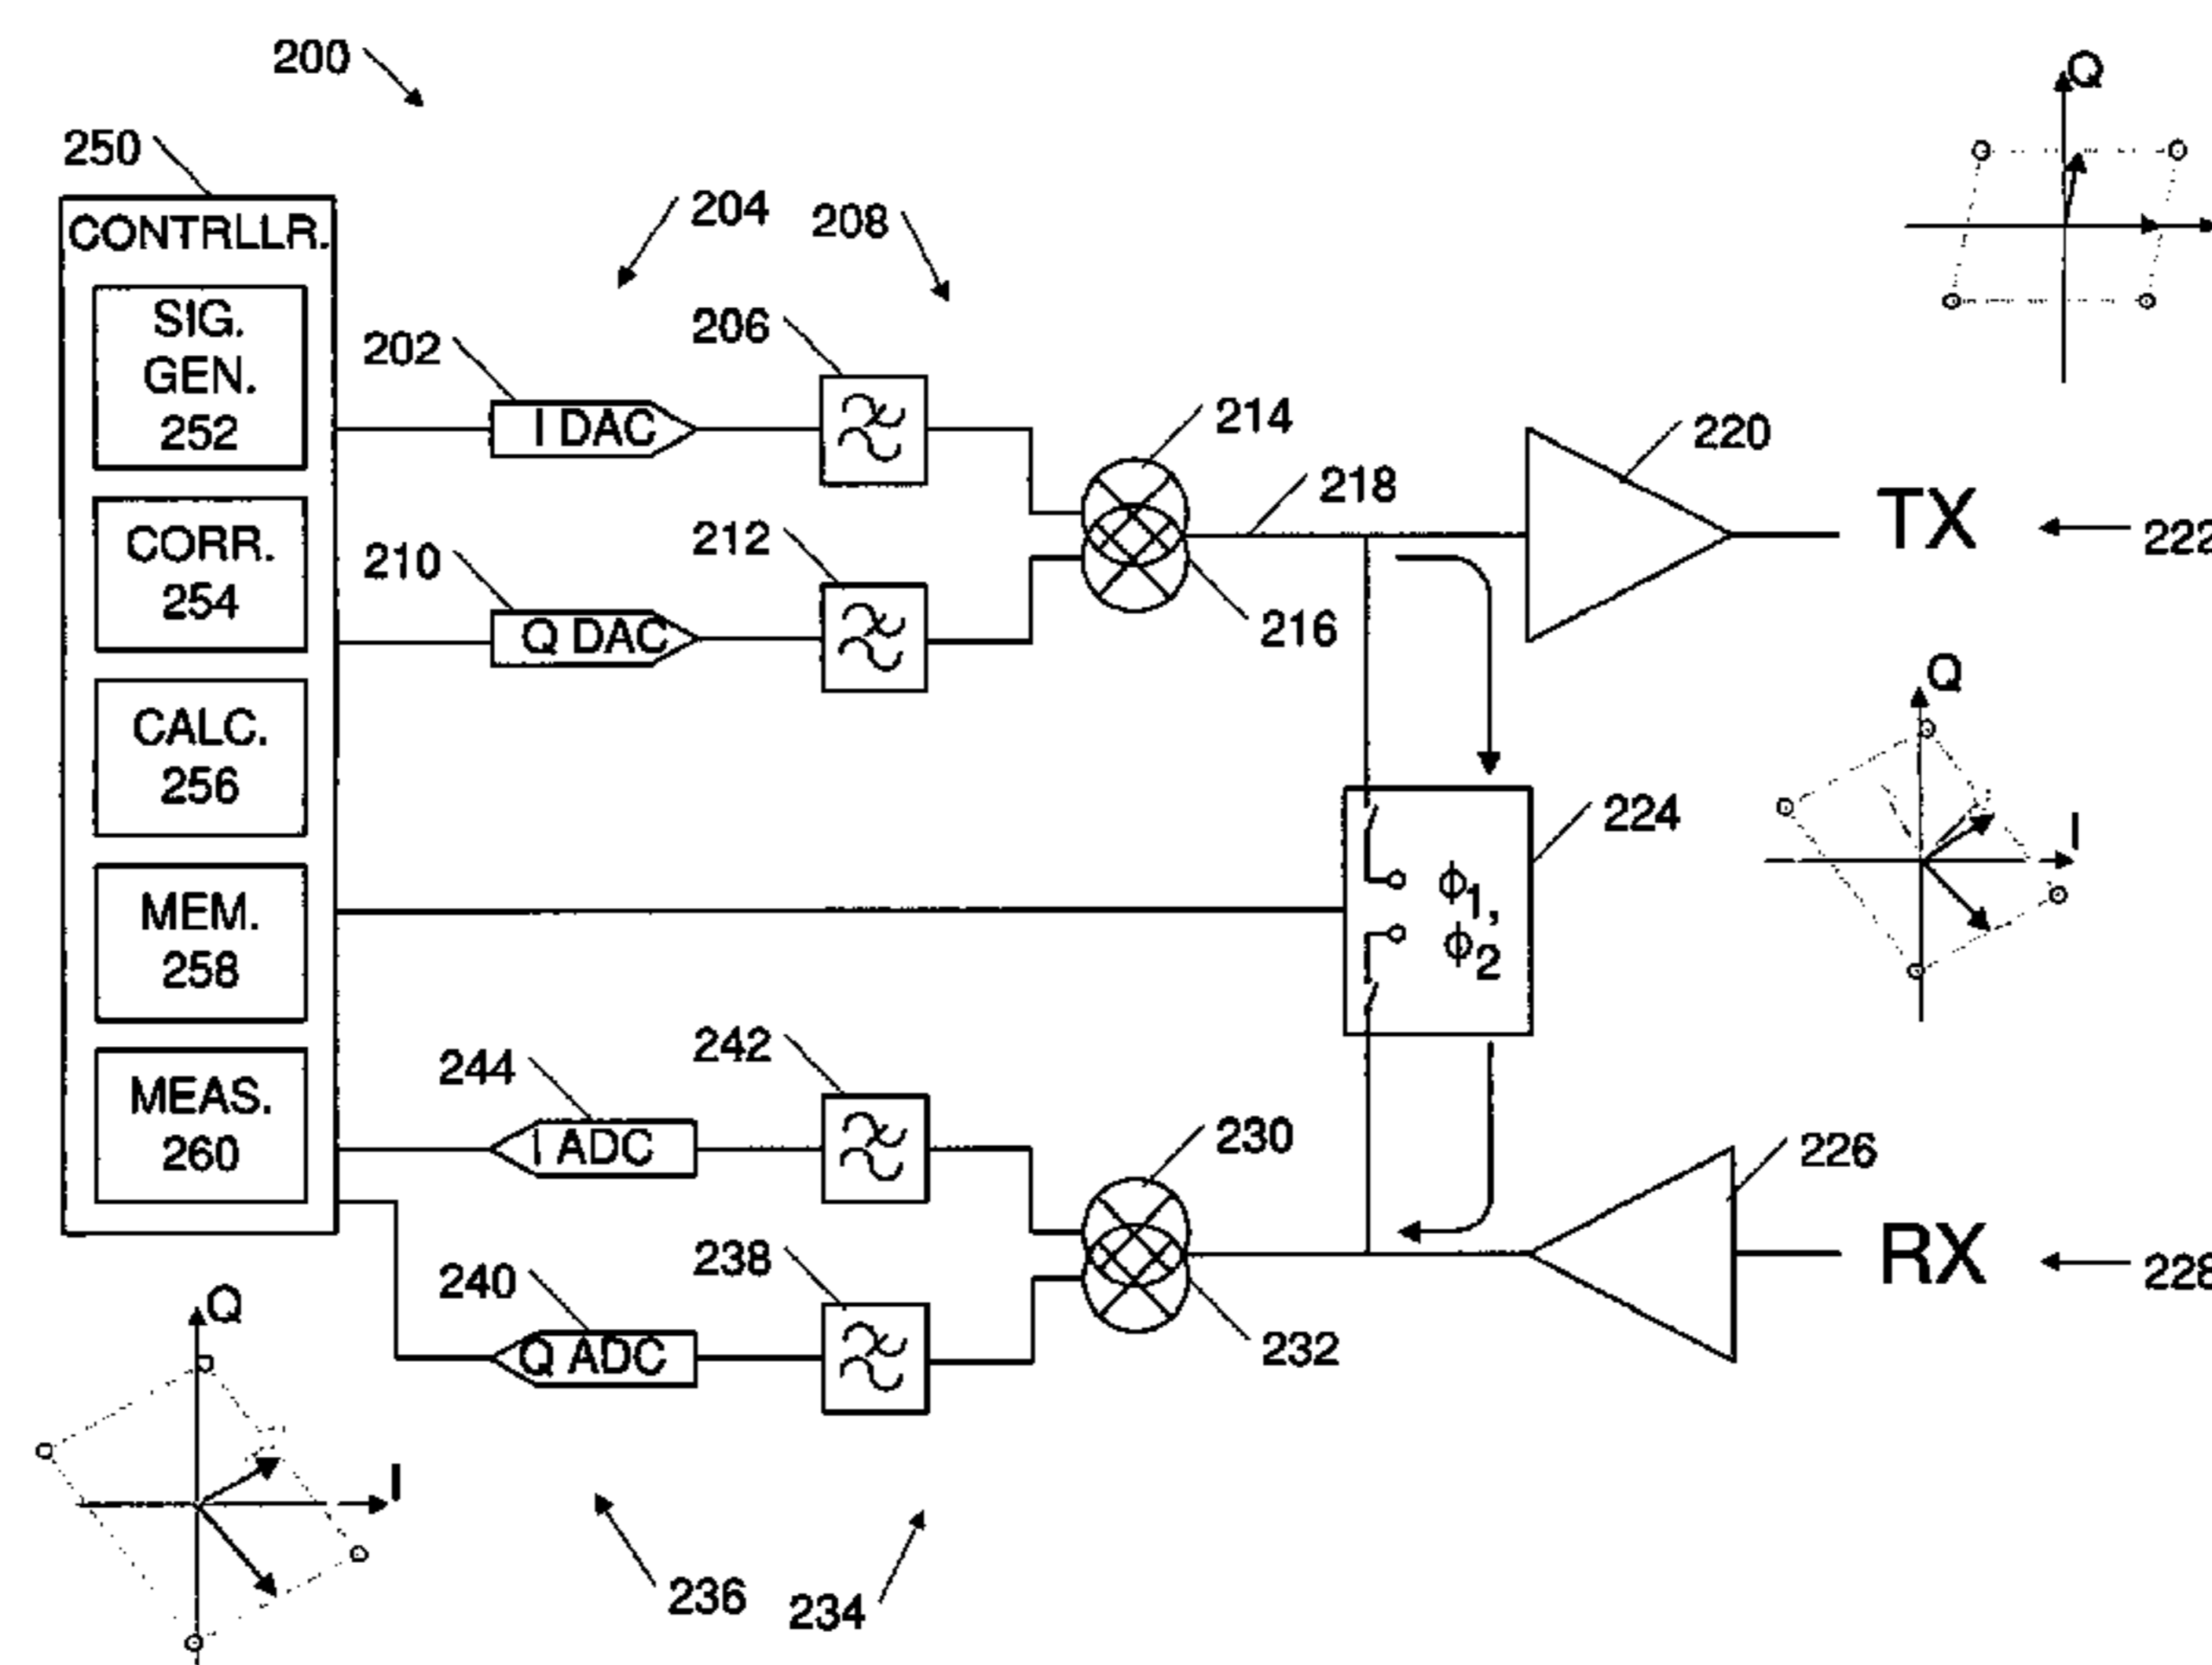 200
Q
250
CONTRLLR.
SIG.
GEN.
252
CORR.
254
CALC.
256
MEM.
258
MEAS.
260
204
208
202
206
I DAC
210
212
Q DAC
214
216
218
220
TX
222
Q
I
224
ϕ1,
ϕ2
244
242
I ADC
230
226
RX
228
240
238
Q ADC
232
Q
I
236
234